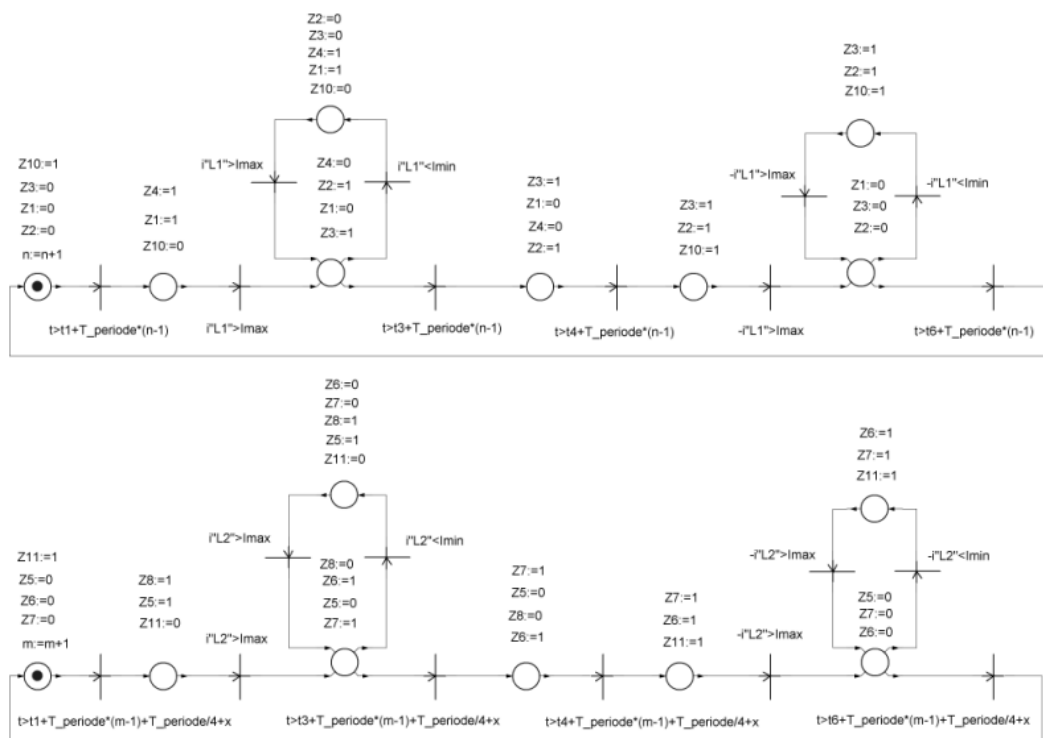 Z2:=0
Z3:=0
Z4:=1
Z1:=1
Z10:=0
Z3:=1
Z2:=1
Z10:=1
Z10:=1
Z3:=0
Z1:=0
Z2:=0
n:=n+1
Z4:=1
Z1:=1
Z10:=0
i"L1">Imax
i"L1"<Imin
Z4:=0
Z2:=1
Z1:=0
Z3:=1
Z3:=1
Z1:=0
Z4:=0
Z2:=1
Z3:=1
Z2:=1
Z10:=1
-i"L1">Imax
-i"L1"<Imin
Z1:=0
Z3:=0
Z2:=0
t>t1+T_periode*(n-1)
i"L1">Imax
t>t3+T_periode*(n-1)
t>t4+T_periode*(n-1)
-i"L1">Imax
t>t6+T_periode*(n-1)
Z6:=0
Z7:=0
Z8:=1
Z5:=1
Z11:=0
Z6:=1
Z7:=1
Z11:=1
Z11:=1
Z5:=0
Z6:=0
Z7:=0
m:=m+1
Z8:=1
Z5:=1
Z11:=0
i"L2">Imax
i"L2"<Imin
Z8:=0
Z6:=1
Z5:=0
Z7:=1
i"L2">Imax
Z7:=1
Z5:=0
Z8:=0
Z6:=1
Z7:=1
Z6:=1
Z11:=1
-i"L2">Imax
-i"L2"<Imin
Z5:=0
Z7:=0
Z6:=0
-i"L2">Imax
t>t1+T_periode*(m-1)+T_periode/4+x
t>t3+T_periode*(m-1)+T_periode/4+x
t>t4+T_periode*(m-1)+T_periode/4+x
t>t6+T_periode*(m-1)+T_periode/4+x